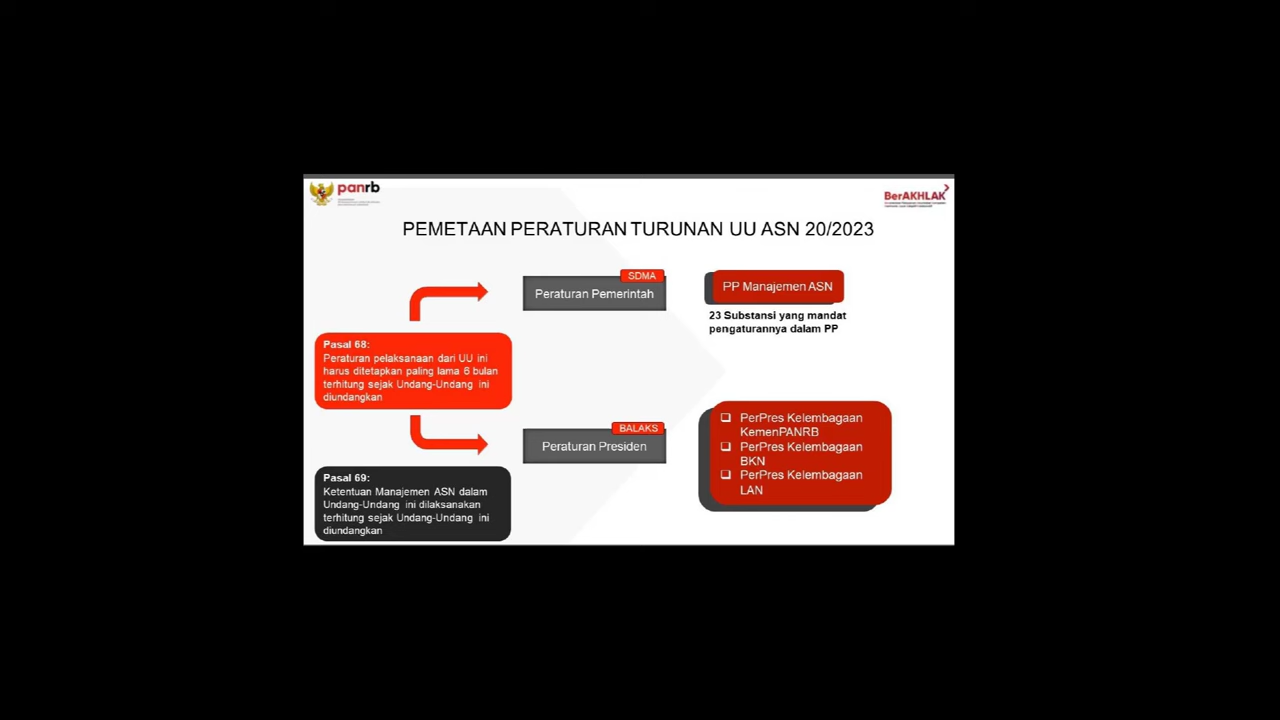 panrb
BerAKHLAK
PEMETAAN PERATURAN TURUNAN UU ASN 20/2023
SDMA
Peraturan Pemerintah
PP Manajemen ASN
23 Substansi yang mandat
pengaturannya dalam PP
Pasal 68:
Peraturan pelaksanaan dari UU ini
harus ditetapkan paling lama 6 bulan
terhitung sejak Undang-Undang ini
diundangkan
BALAKS
Peraturan Presiden
PerPres Kelembagaan
KemenPANRB
PerPres Kelembagaan
BKN
PerPres Kelembagaan
LAN
Pasal 69:
Ketentuan Manajemen ASN dalam
Undang-Undang ini dilaksanakan
terhitung sejak Undang-Undang ini
diundangkan